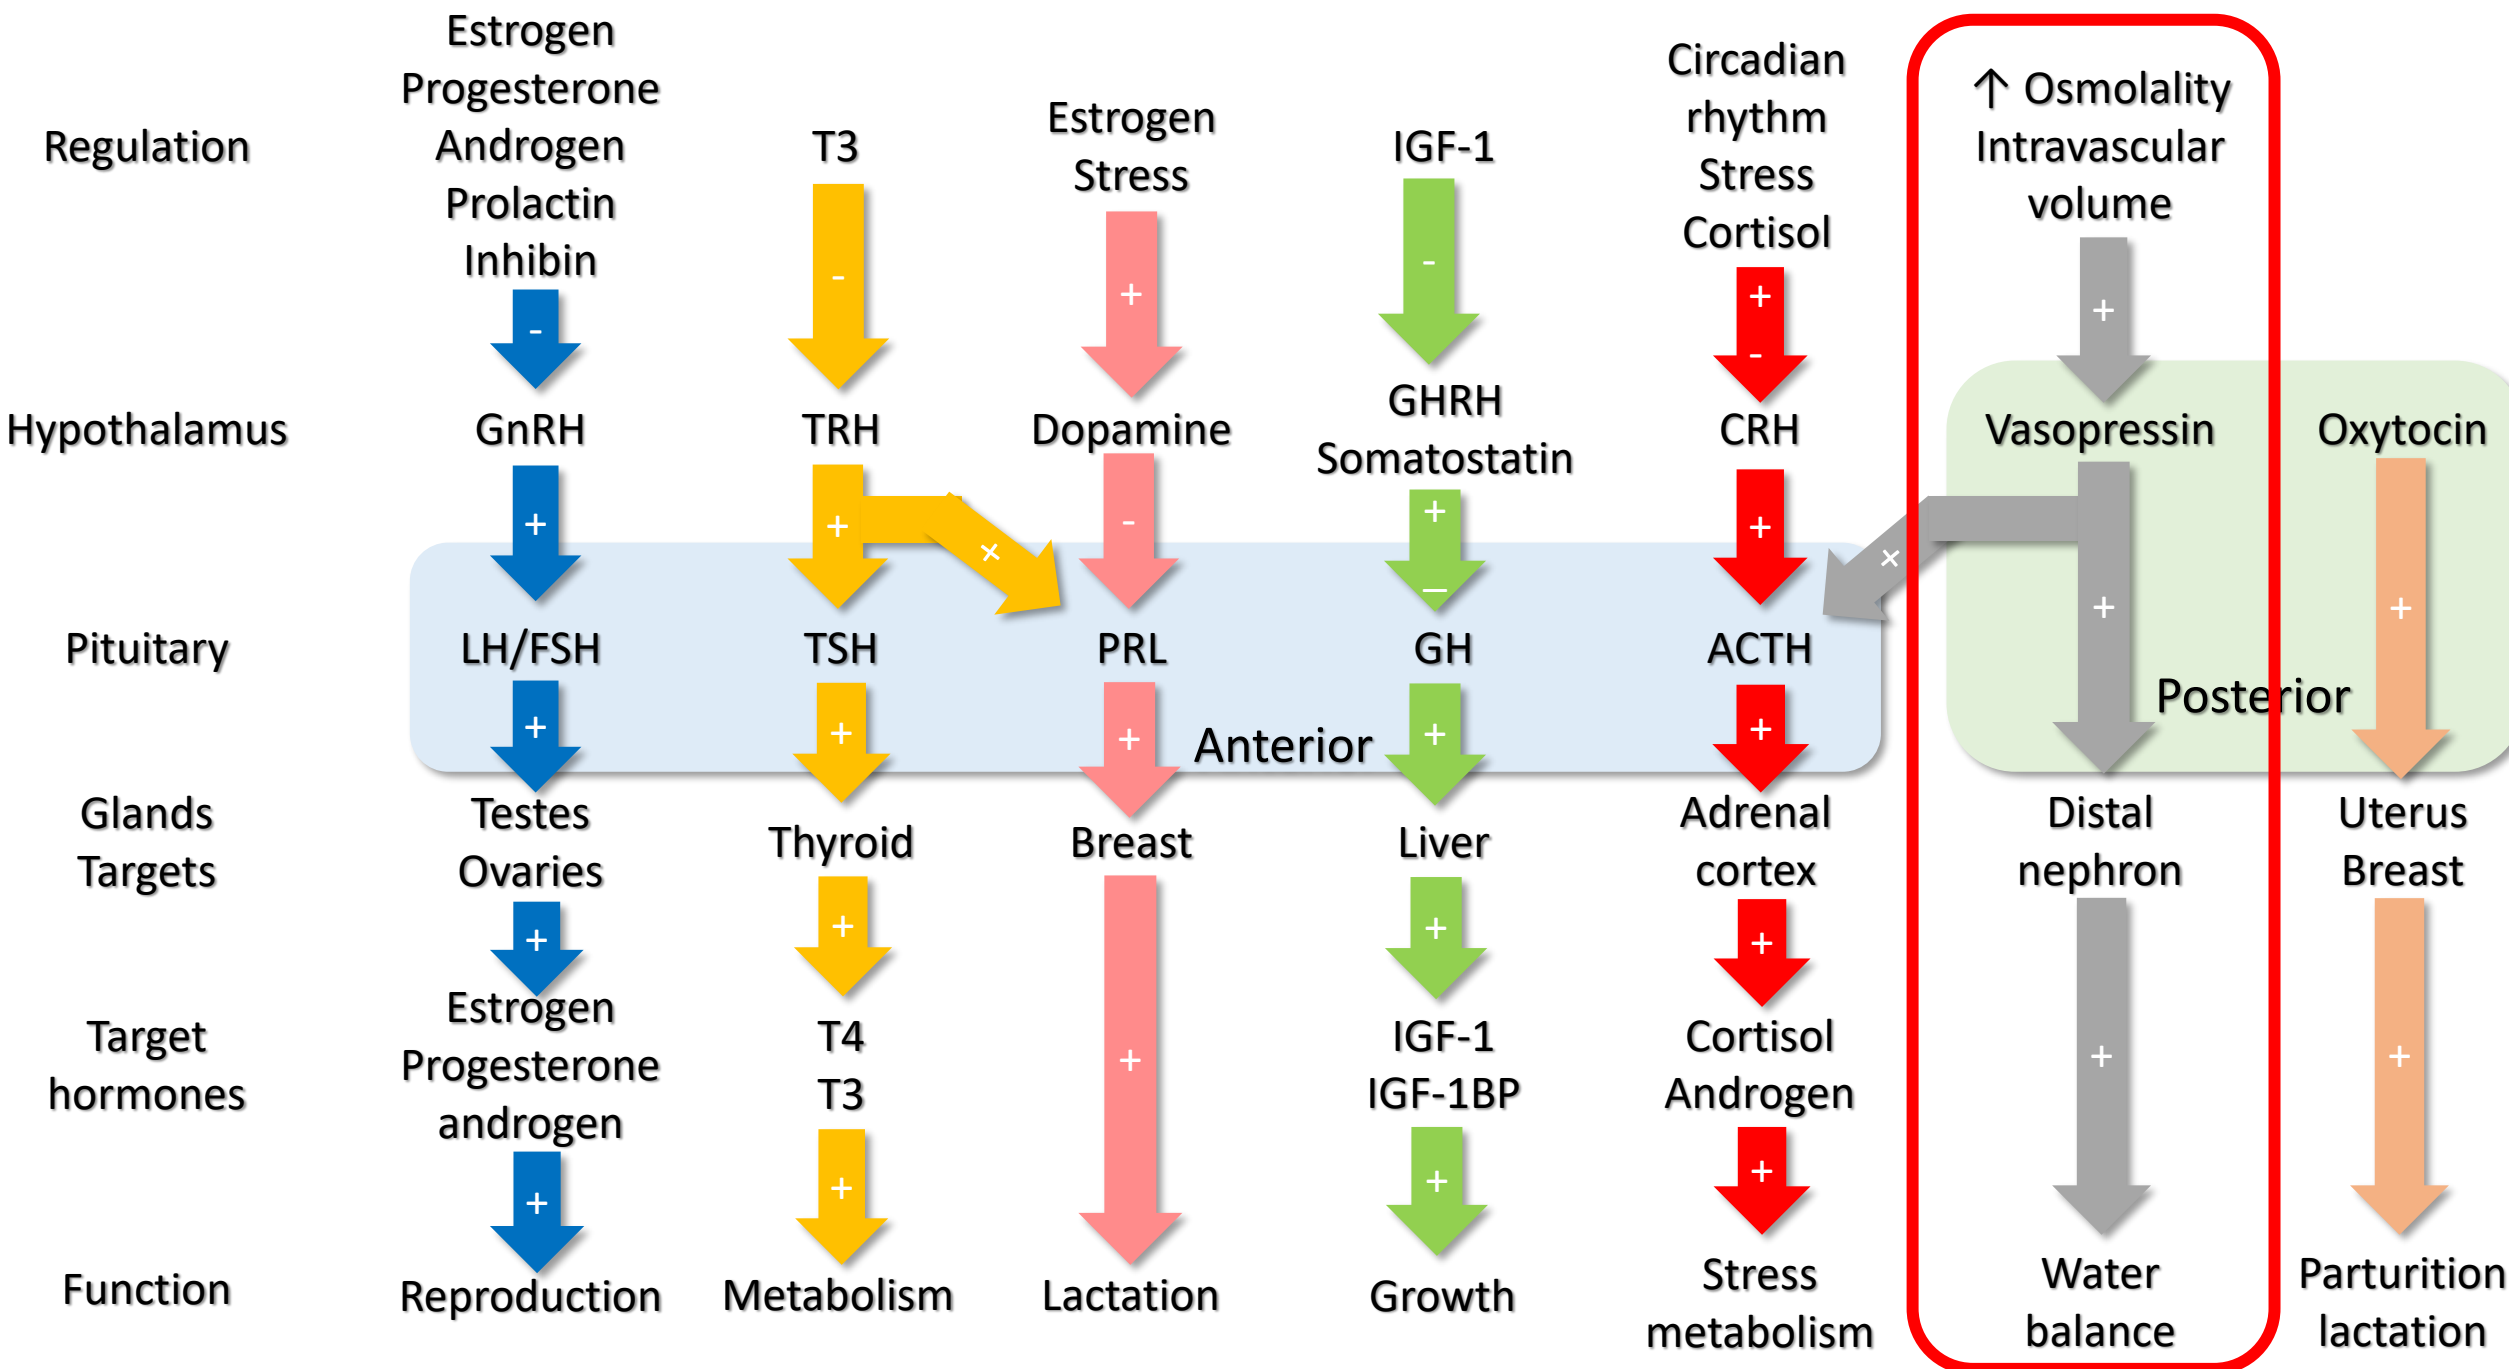 Regulation
Estrogen
Progesterone
Androgen
Prolactin
Inhibin
T3
Estrogen
Stress
IGF-1
Circadian
rhythm
Stress
Cortisol
↑ Osmolality
Intravascular
volume
-
-
+
-
+
-
+
Hypothalamus
GnRH
TRH
Dopamine
GHRH
Somatostatin
CRH
Vasopressin
Oxytocin
+
+
+
-
+
–
+
+
+
+
Pituitary
LH/FSH
TSH
PRL
GH
ACTH
Anterior
Posterior
+
+
+
+
+
Glands
Targets
Testes
Ovaries
Thyroid
Breast
Liver
Adrenal
cortex
Distal
nephron
Uterus
Breast
+
+
+
+
+
+
+
Target
hormones
Estrogen
Progesterone
androgen
T4
T3
IGF-1
IGF-1BP
Cortisol
Androgen
+
+
+
+
Function
Reproduction
Metabolism
Lactation
Growth
Stress
metabolism
Water
balance
Parturition
lactation